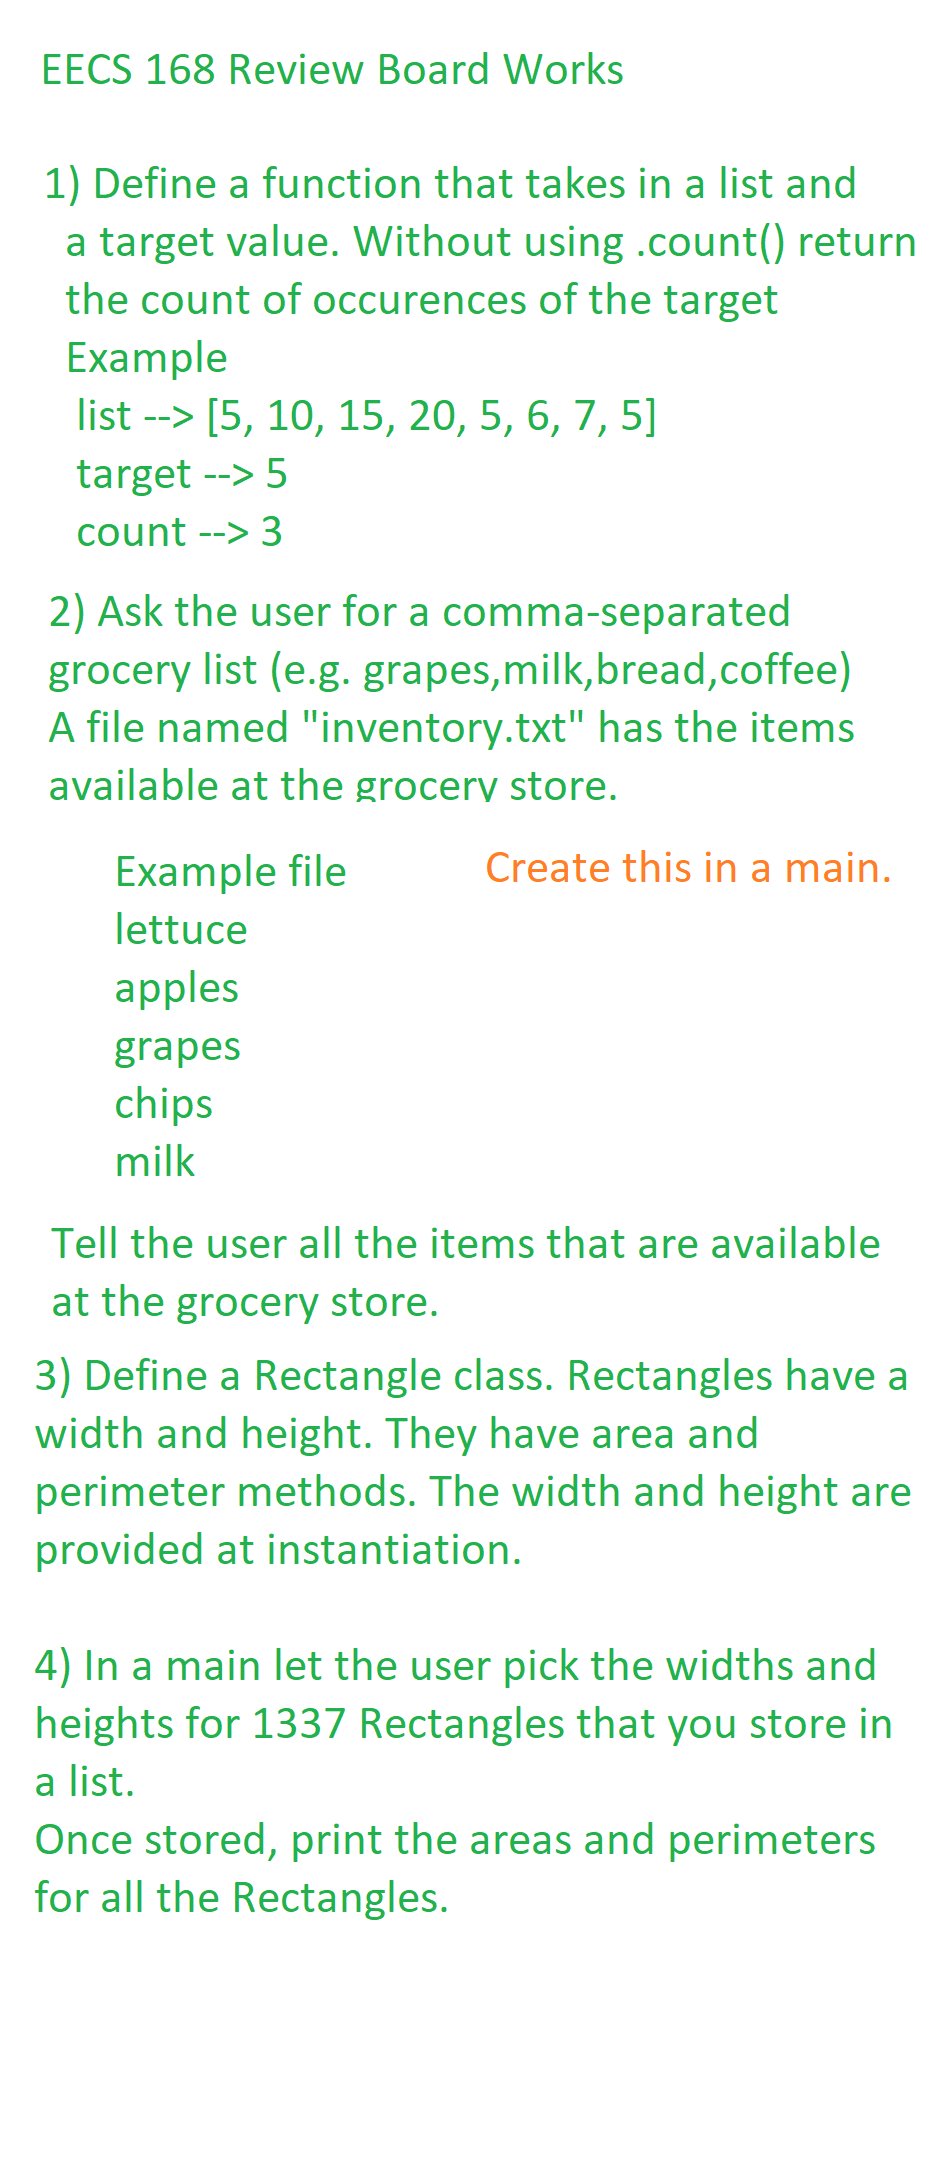 EECS 168 Review Board Works
1) Define a function that takes in a list and
a target value. Without using .count() return
the count of occurences of the target
Example
list --> [5, 10, 15, 20, 5, 6, 7, 5]
target --> 5
count --> 3
2) Ask the user for a comma-separated
grocery list (e.g. grapes,milk,bread,coffee)
A file named "inventory.txt" has the items
available at the grocery store.
Example file
Create this in a main.
lettuce
apples
grapes
chips
milk
Tell the user all the items that are available
at the grocery store.
3) Define a Rectangle class. Rectangles have a
width and height. They have area and
perimeter methods. The width and height are
provided at instantiation.
4) In a main let the user pick the widths and
heights for 1337 Rectangles that you store in
a list.
Once stored, print the areas and perimeters
for all the Rectangles.